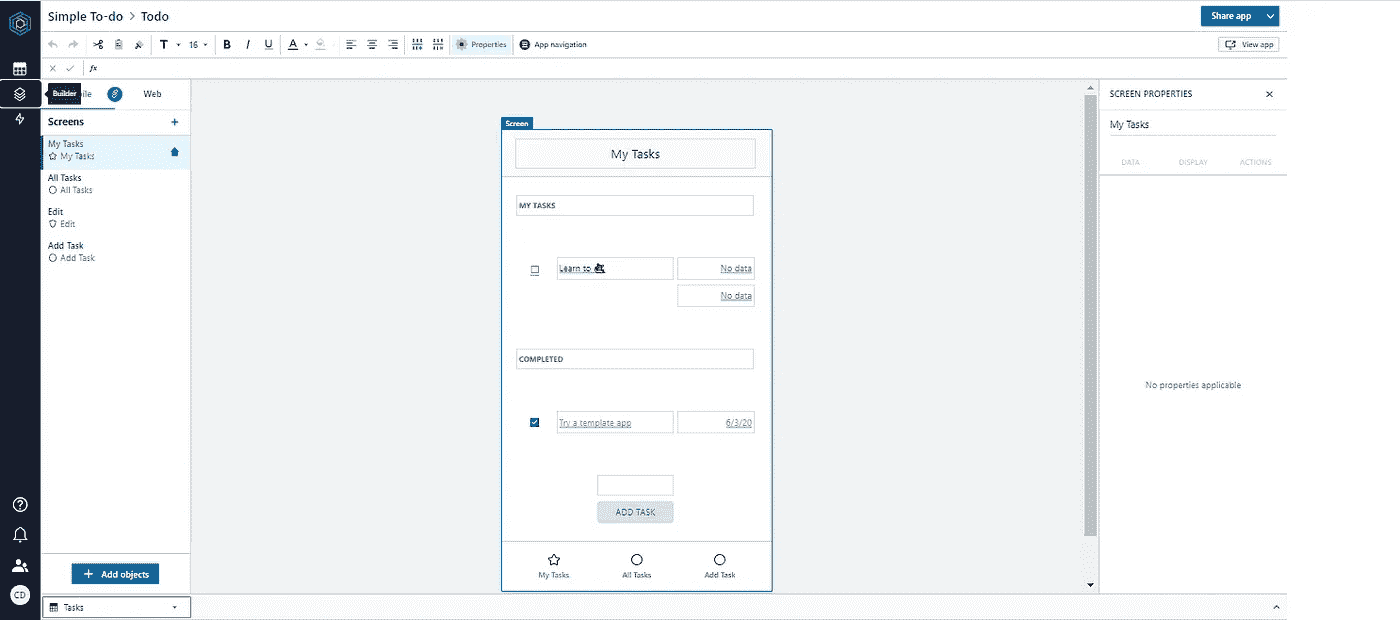 Simple To-do > Todo
Share app
T
16
B I U A
Properties
App navigation
View app
fx
Builder
Web
Screens
My Tasks
My Tasks
All Tasks
All Tasks
Edit
Edit
Add Task
Add Task
Add objects
CD
Tasks
Screen
My Tasks
MY TASKS
Learn to
No data
No data
COMPLETED
Try a template app
6/3/20
ADD TASK
My Tasks
All Tasks
Add Task
SCREEN PROPERTIES
My Tasks
DATA
DISPLAY
ACTIONS
No properties applicable